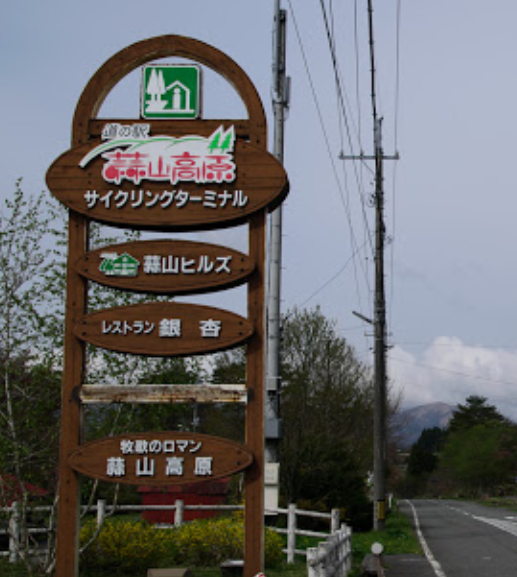 道の駅
蒜山高原
サイクリングターミナル
蒜山ヒルズ
レストラン 銀杏
牧歌のロマン
蒜山高原